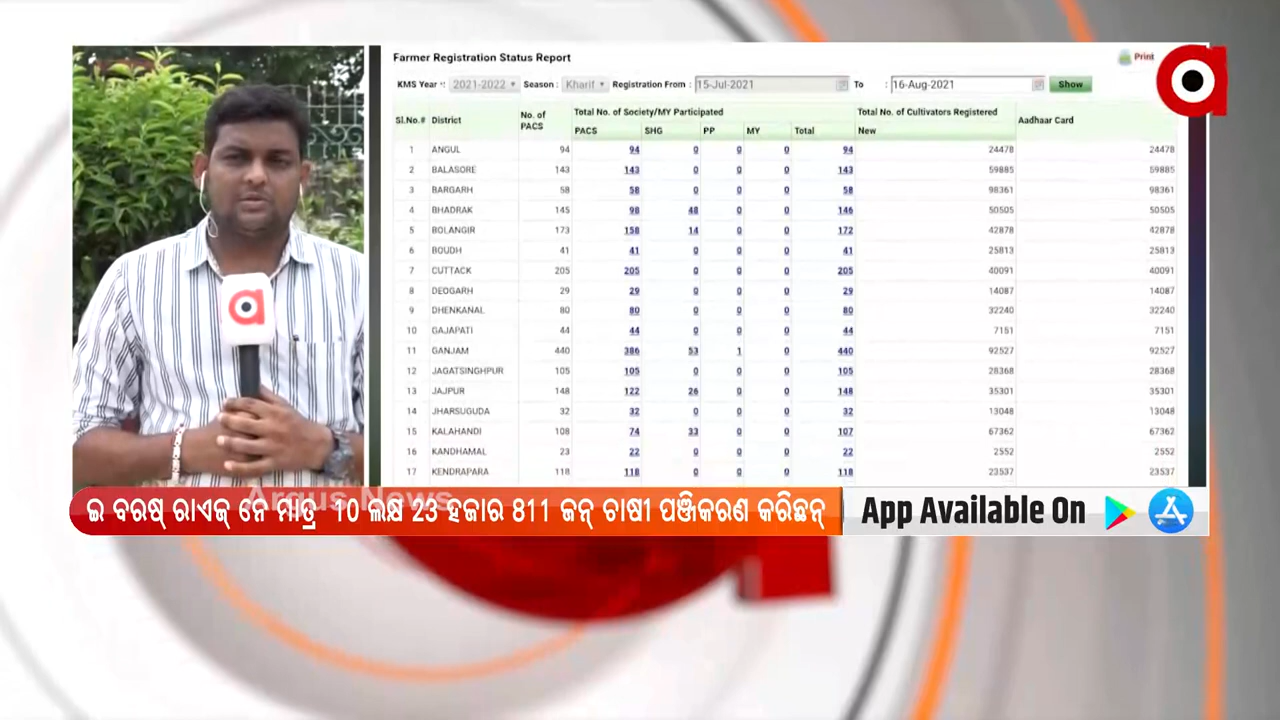 Farmer Registration Status Report
Print
KMS Year *: 2021-2022 Season : Kharif Registration From : 15-Jul-2021 To : 16-Aug-2021 Show
Sl.No.# District No. of PACS Total No. of Society/MY Participated Total No. of Cultivators Registered Aadhaar Card
PACS SHG PP MY Total New
1 ANGUL 94 94 0 0 0 94 24478 24478
2 BALASORE 143 143 0 0 0 143 59885 59885
3 BARGARH 58 58 0 0 0 58 98361 98361
4 BHADRAK 145 98 48 0 0 146 50505 50505
5 BOLANGIR 173 158 14 0 0 172 42878 42878
6 BOUDH 41 41 0 0 0 41 25813 25813
7 CUTTACK 205 205 0 0 0 205 40091 40091
8 DEOGARH 29 29 0 0 0 29 14087 14087
9 DHENKANAL 80 80 0 0 0 80 32240 32240
10 GAJAPATI 44 44 0 0 0 44 7151 7151
11 GANJAM 440 386 53 1 0 440 92527 92527
12 JAGATSINGHPUR 105 105 0 0 0 105 28368 28368
13 JAJPUR 148 122 26 0 0 148 35301 35301
14 JHARSUGUDA 32 32 0 0 0 32 13048 13048
15 KALAHANDI 108 74 33 0 0 107 67362 67362
16 KANDHAMAL 23 22 0 0 0 22 2552 2552
17 KENDRAPARA 118 118 0 0 0 118 23537 23537
Argus News
ଇ ବରଷ୍ ରାଏଜ୍ ନେ ମାତ୍ର 10 ଲକ୍ଷ 23 ହଜାର 811 ଜନ୍ ଚାଷୀ ପଞ୍ଜିକରଣ କରିଛନ୍
App Available On